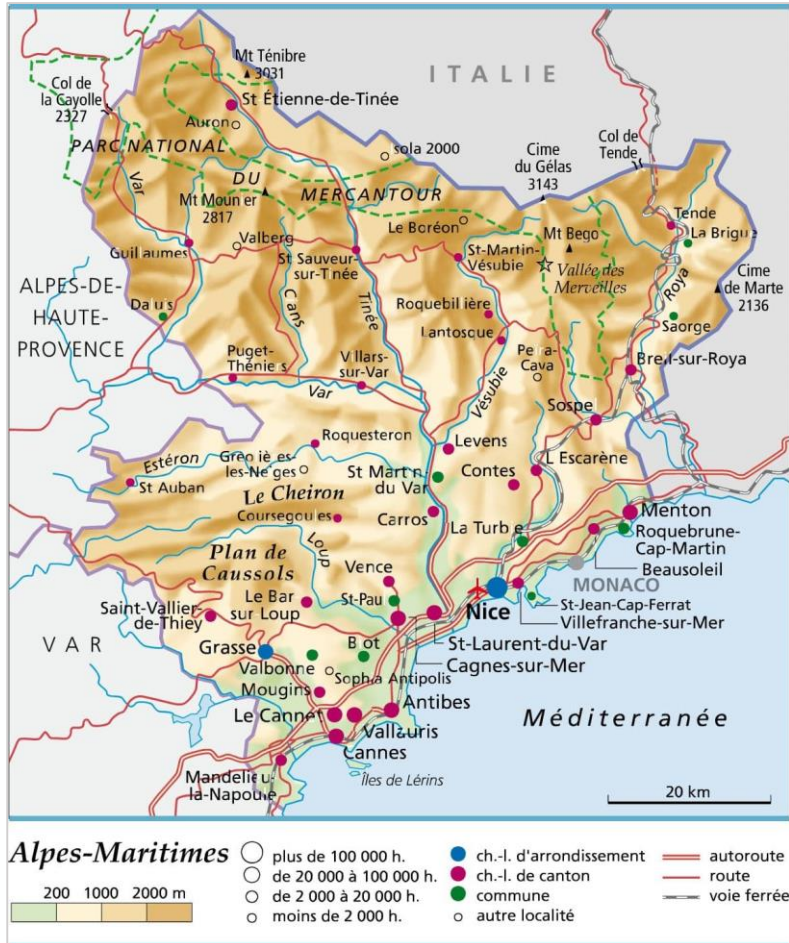 Mt Ténibre
3031
ITALIE
Col de
la Cayolle
2327
St Étienne-de-Tinée
Auron
PARC NATIONAL
sola 2000
Cime
du Gélas
3143
Col de
Tende
Var
DU
MERCANTOUR
Mt Mounier
2817
Le Boréon
Mt Bego
Tende
La Brigue
Guillaumes
Valberg
St Sauveur-
sur-Tinée
St-Martin-
Vésubie
Vallée des
Merveilles
Roya
Cime
de Marte
2136
ALPES-DE-
HAUTE-
PROVENCE
Daluis
Cians
Tinée
Roquebillière
Lantosque
Saorge
Puget-
Théniers
Villars-
sur-Var
Var
Vésubie
Peira-
Cava
Breil-sur-Roya
Sospel
Roquesteron
Estéron
Gréolières-
les-Neiges
St Auban
Levens
L Escarène
St Martin-
du Var
Contes
Le Cheiron
Coursegoules
Carros
La Turbie
Menton
Roquebrune-
Cap-Martin
Beausoleil
Plan de
Caussols
Loup
Vence
MONACO
Saint-Vallier-
de-Thiey
Le Bar
sur Loup
St-Paul
Nice
St-Jean-Cap-Ferrat
Villefranche-sur-Mer
VAR
Grasse
Biot
St-Laurent-du-Var
Cagnes-sur-Mer
Valbonne
Sophia Antipolis
Mougins
Antibes
Le Cannet
Vallauris
Cannes
Méditerranée
Mandelieu-
la-Napoule
Îles de Lérins
20 km
Alpes-Maritimes
200 1000 2000 m
plus de 100 000 h.
de 20 000 à 100 000 h.
de 2 000 à 20 000 h.
moins de 2 000 h.
ch.-l. d'arrondissement
ch.-l. de canton
commune
autre localité
autoroute
route
voie ferrée